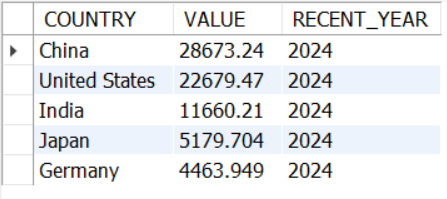 COUNTRY VALUE RECENT_YEAR
China 28673.24 2024
United States 22679.47 2024
India 11660.21 2024
Japan 5179.704 2024
Germany 4463.949 2024